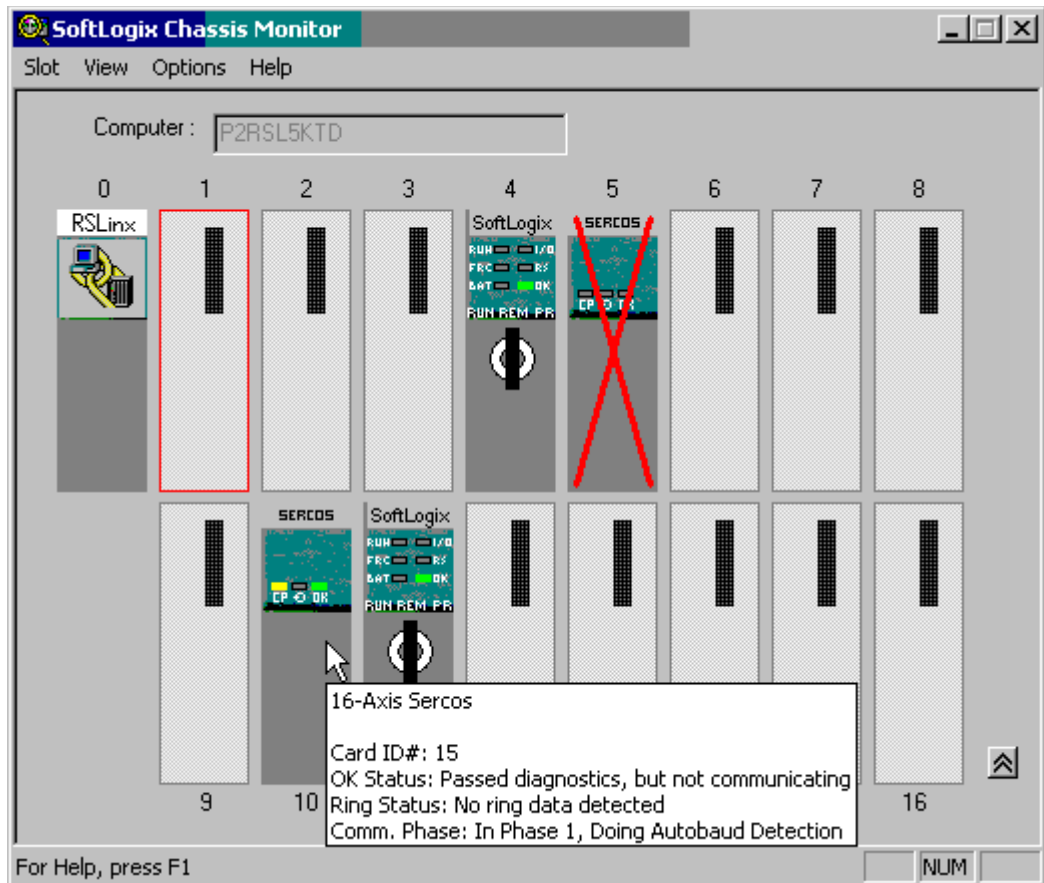 SoftLogix Chassis Monitor
Slot View Options Help
Computer : P2RSL5KTD
0 1 2 3 4 5 6 7 8
RSLinx
SoftLogix
RUN I/O
FRC RS
BAT OK
RUN REM PR
SERCOS
CP OK
SERCOS
CP OK
SoftLogix
RUN I/O
FRC RS
BAT OK
RUN REM PR
16-Axis Sercos
Card ID#: 15
OK Status: Passed diagnostics, but not communicating
Ring Status: No ring data detected
Comm. Phase: In Phase 1, Doing Autobaud Detection
9 10 16
For Help, press F1
NUM